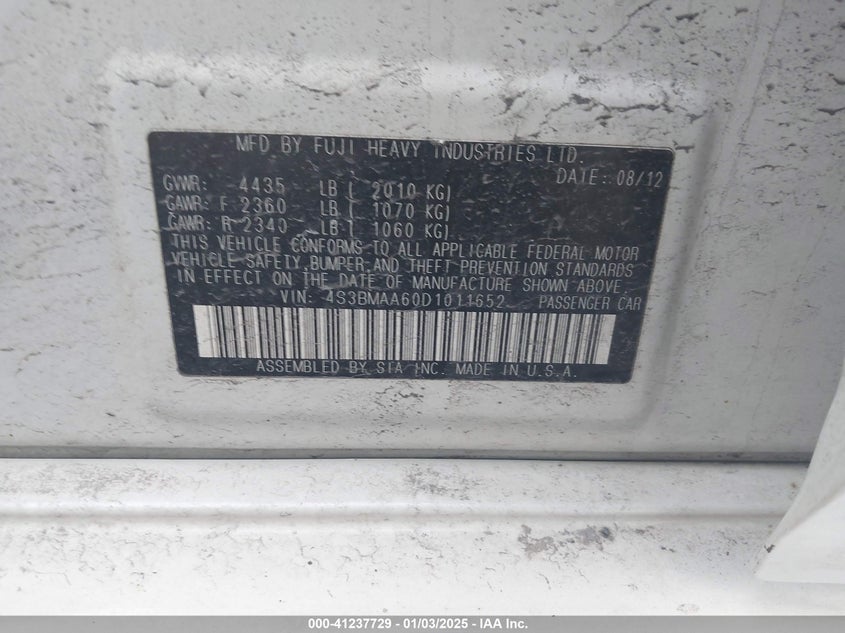 MFD BY FUJI HEAVY INDUSTRIES LTD.
DATE: 08/12
GVWR: 4435 LB ( 2010 KG)
GAWR: F 2360 LB ( 1070 KG)
GAWR: R 2340 LB ( 1060 KG)
THIS VEHICLE CONFORMS TO ALL APPLICABLE FEDERAL MOTOR
VEHICLE SAFETY, BUMPER, AND THEFT PREVENTION STANDARDS
IN EFFECT ON THE DATE OF MANUFACTURE SHOWN ABOVE.
VIN: 4S3BMAA60D1011652 PASSENGER CAR
ASSEMBLED BY SIA INC. MADE IN U.S.A.
000-41237729 - 01/03/2025 - IAA Inc.